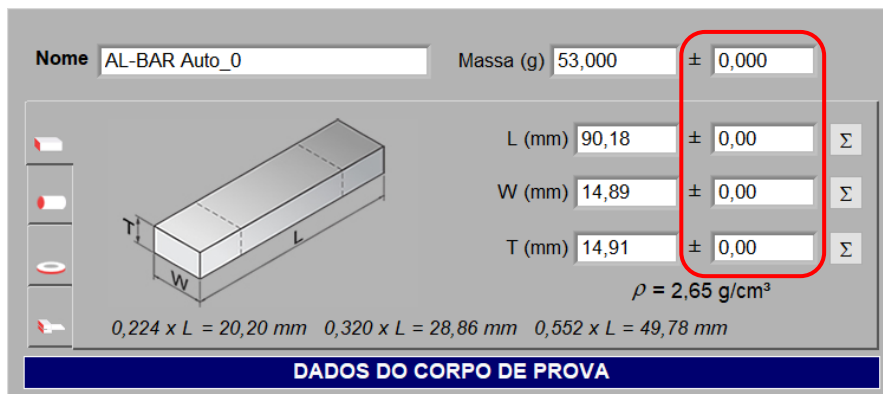 Nome AL-BAR Auto_0 Massa (g) 53,000 ± 0,000
L (mm) 90,18 ± 0,00 Σ
W (mm) 14,89 ± 0,00 Σ
T (mm) 14,91 ± 0,00 Σ
T
L
W
ρ = 2,65 g/cm³
0,224 x L = 20,20 mm 0,320 x L = 28,86 mm 0,552 x L = 49,78 mm
DADOS DO CORPO DE PROVA